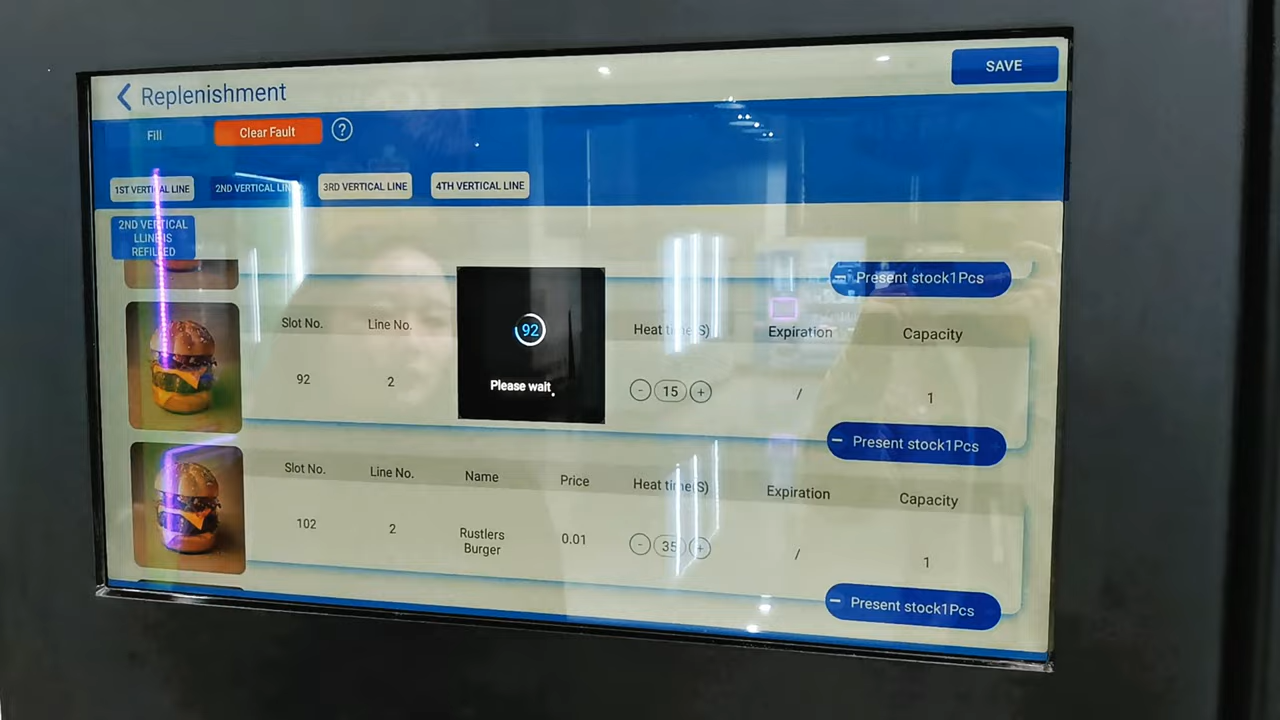 Replenishment
SAVE
Fill
Clear Fault
?
1ST VERTICAL LINE
2ND VERTICAL LINE
3RD VERTICAL LINE
4TH VERTICAL LINE
2ND VERTICAL
LLINE IS
REFILLED
Present stock1Pcs
Slot No.
Line No.
Heat time(S)
Expiration
Capacity
92
2
92
Please wait.
- 15 +
/
1
Present stock1Pcs
Slot No.
Line No.
Name
Price
Heat time(S)
Expiration
Capacity
102
2
Rustlers
Burger
0.01
- 35 +
/
1
Present stock1Pcs